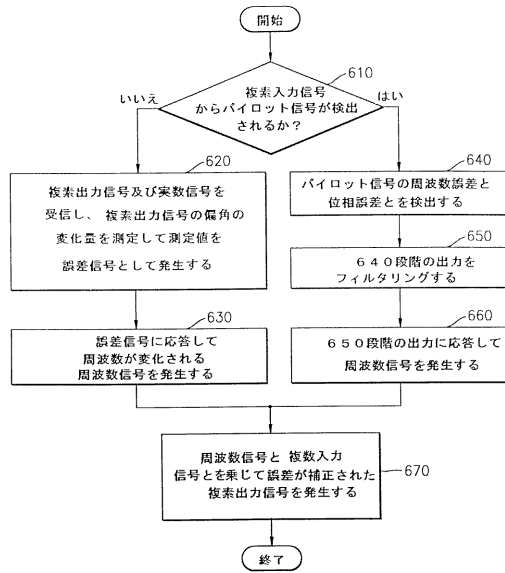 開始
610
複素入力信号
からパイロット信号が検出
されるか?
いいえ
はい
620
複素出力信号及び実数信号を
受信し、複素出力信号の偏角の
変化量を測定して測定値を
誤差信号として発生する
640
パイロット信号の周波数誤差と
位相誤差とを検出する
650
640段階の出力を
フィルタリングする
630
誤差信号に応答して
周波数が変化される
周波数信号を発生する
660
650段階の出力に応答して
周波数信号を発生する
周波数信号と複数入力
信号とを乗じて誤差が補正された
複素出力信号を発生する
670
終了